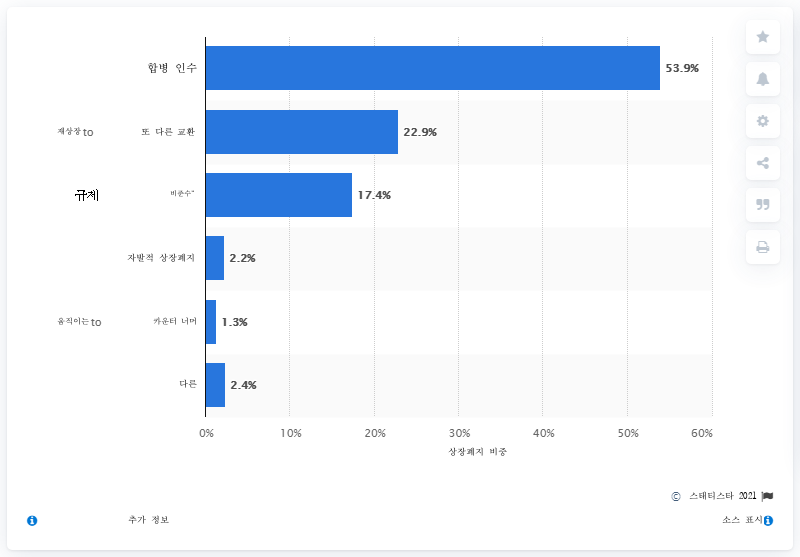 합병 인수 53.9%
재상장 to 또 다른 교환 22.9%
규제 비준수* 17.4%
자발적 상장폐지 2.2%
움직이는 to 카운터 너머 1.3%
다른 2.4%
0% 10% 20% 30% 40% 50% 60%
상장폐지 비중
© 스태티스타 2021
추가 정보 소스 표시